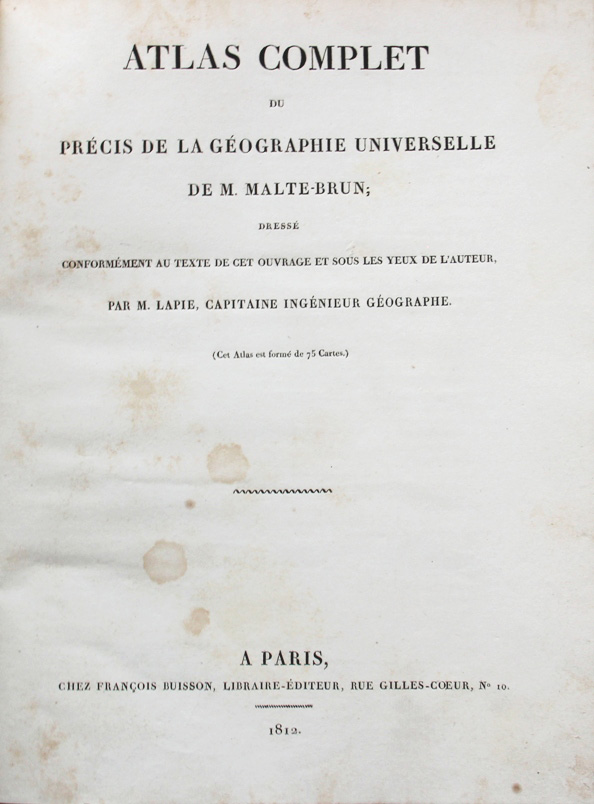 ATLAS COMPLET
DU
PRÉCIS DE LA GÉOGRAPHIE UNIVERSELLE
DE M. MALTE-BRUN;
DRESSÉ
CONFORMÉMENT AU TEXTE DE CET OUVRAGE ET SOUS LES YEUX DE L'AUTEUR,
PAR M. LAPIE, CAPITAINE INGÉNIEUR GÉOGRAPHE.
(Cet Atlas est formé de 75 Cartes.)
A PARIS,
CHEZ FRANÇOIS BUISSON, LIBRAIRE-ÉDITEUR, RUE GILLES-CŒUR, Nº 10.
1812.